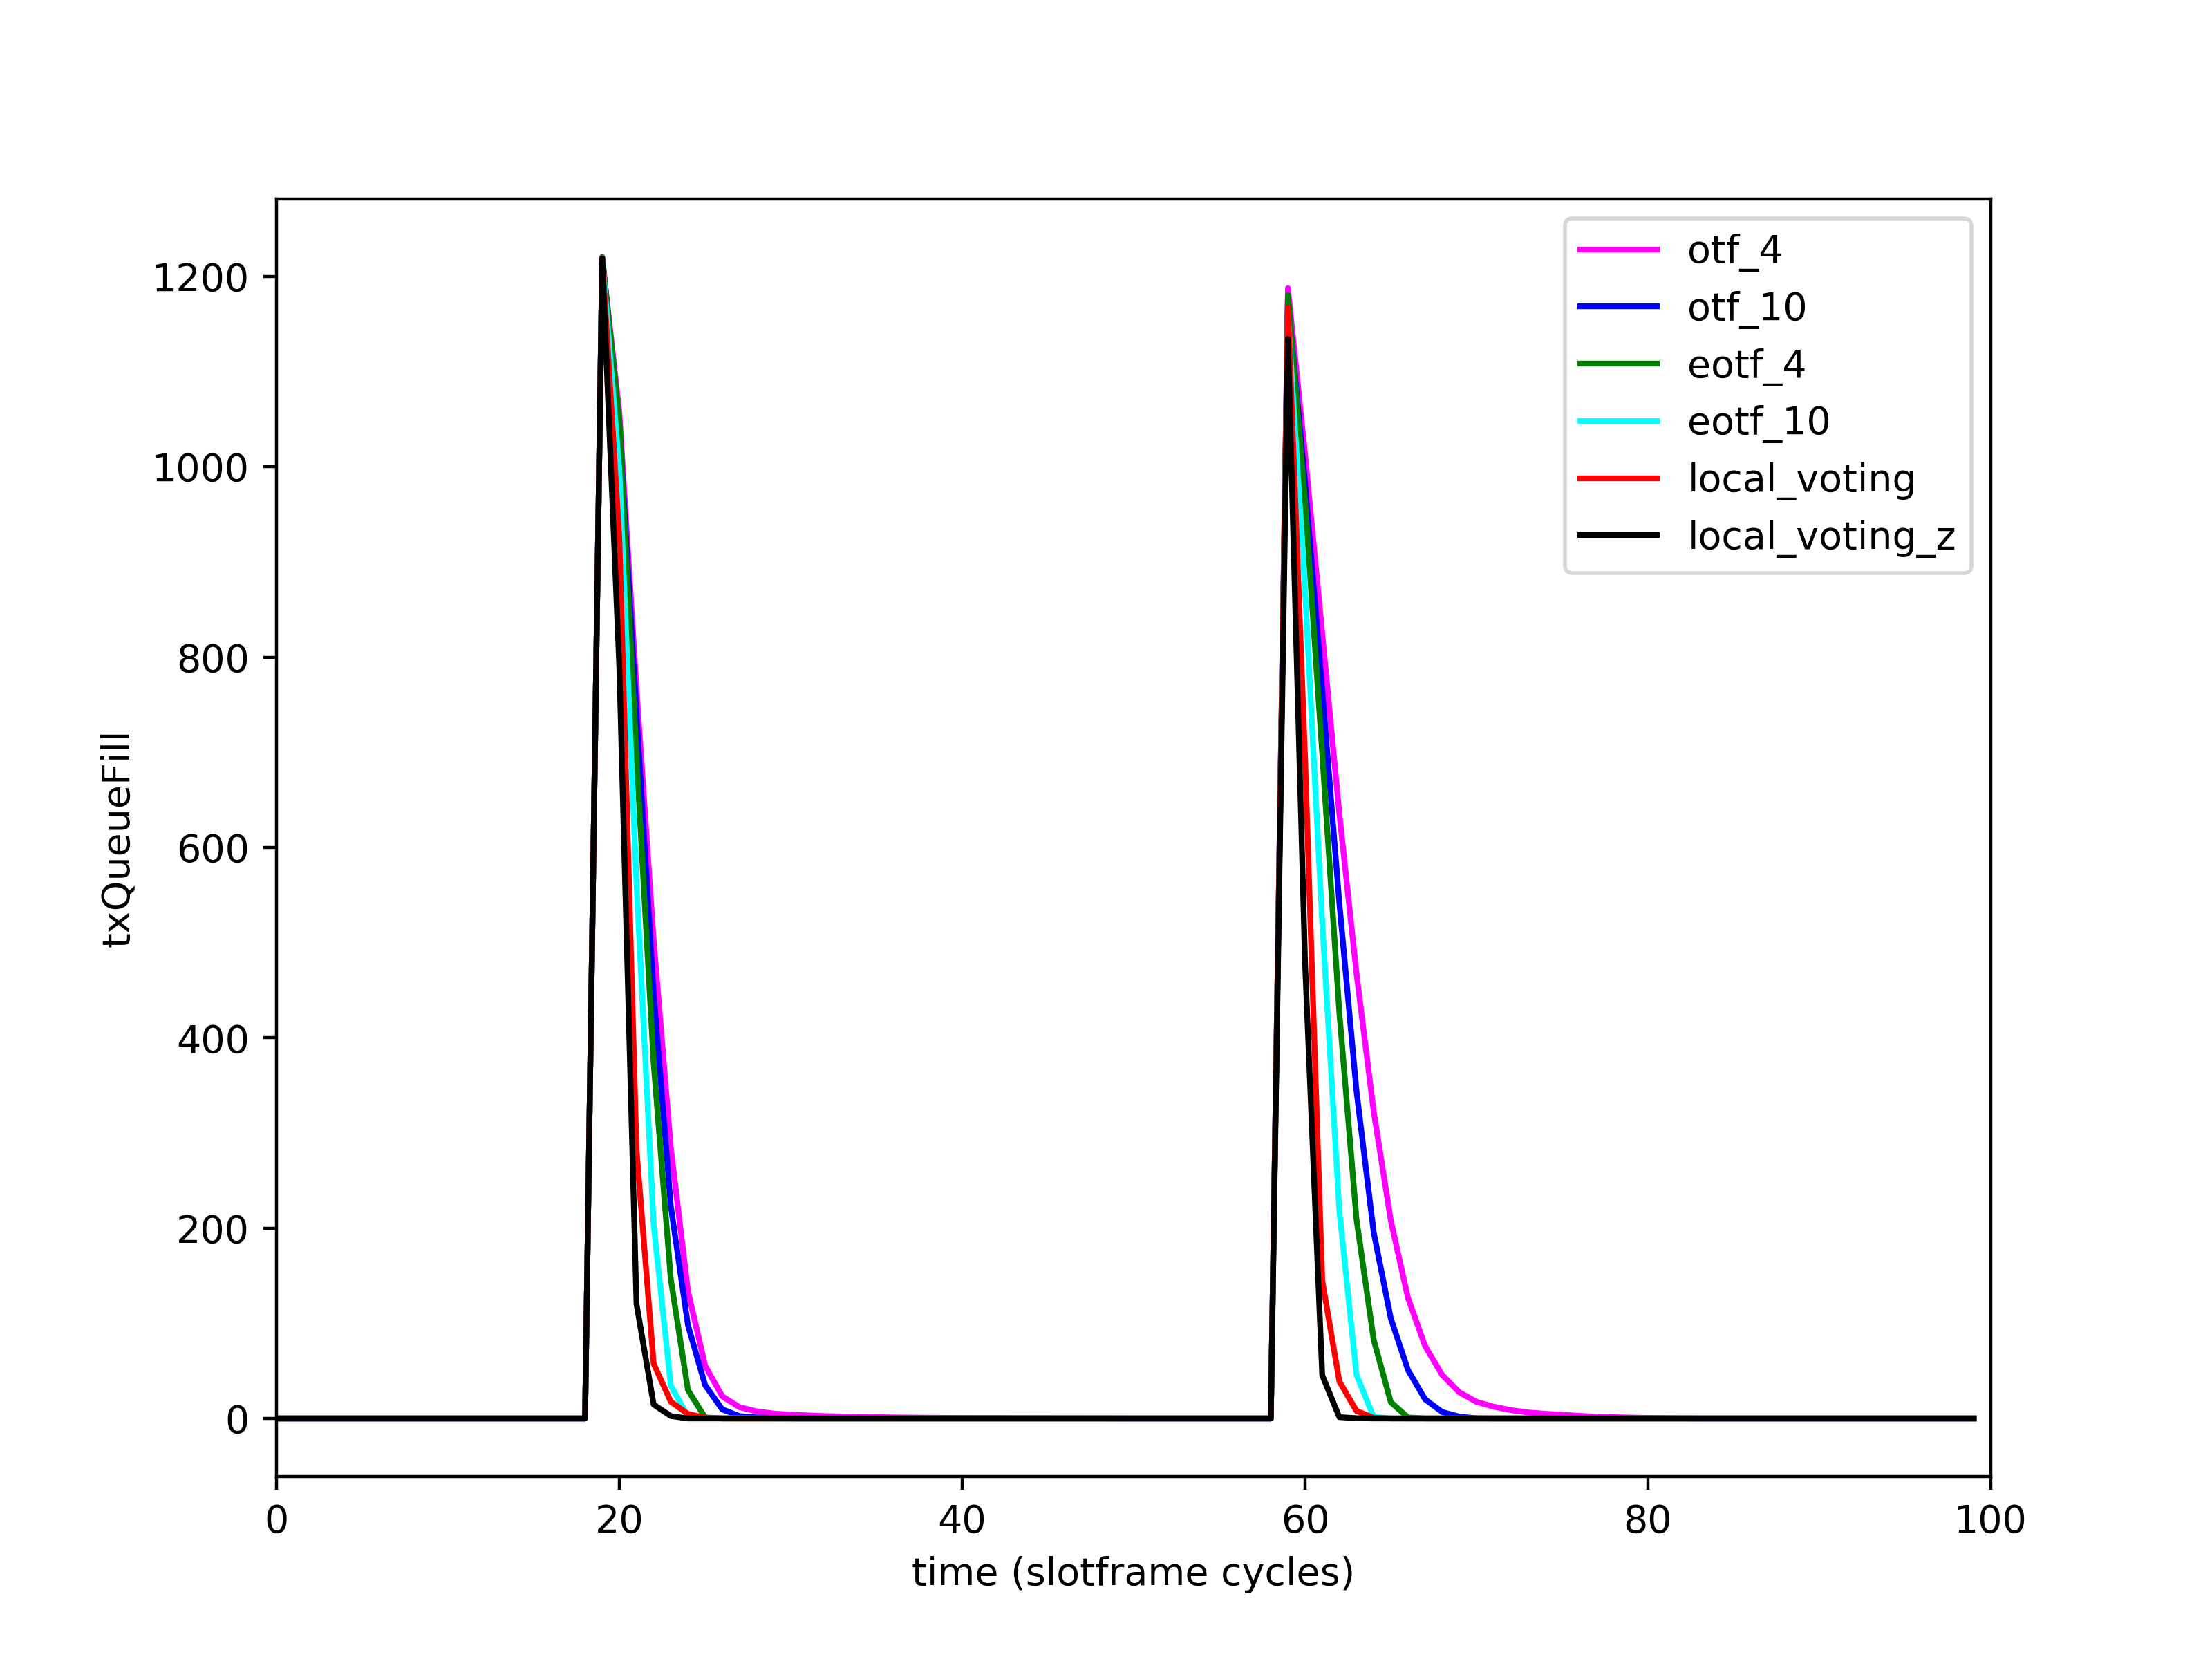 otf_4
otf_10
eotf_4
eotf_10
local_voting
local_voting_z
1200
1000
800
600
400
200
0
txQueueFill
0 20 40 60 80 100
time (slotframe cycles)